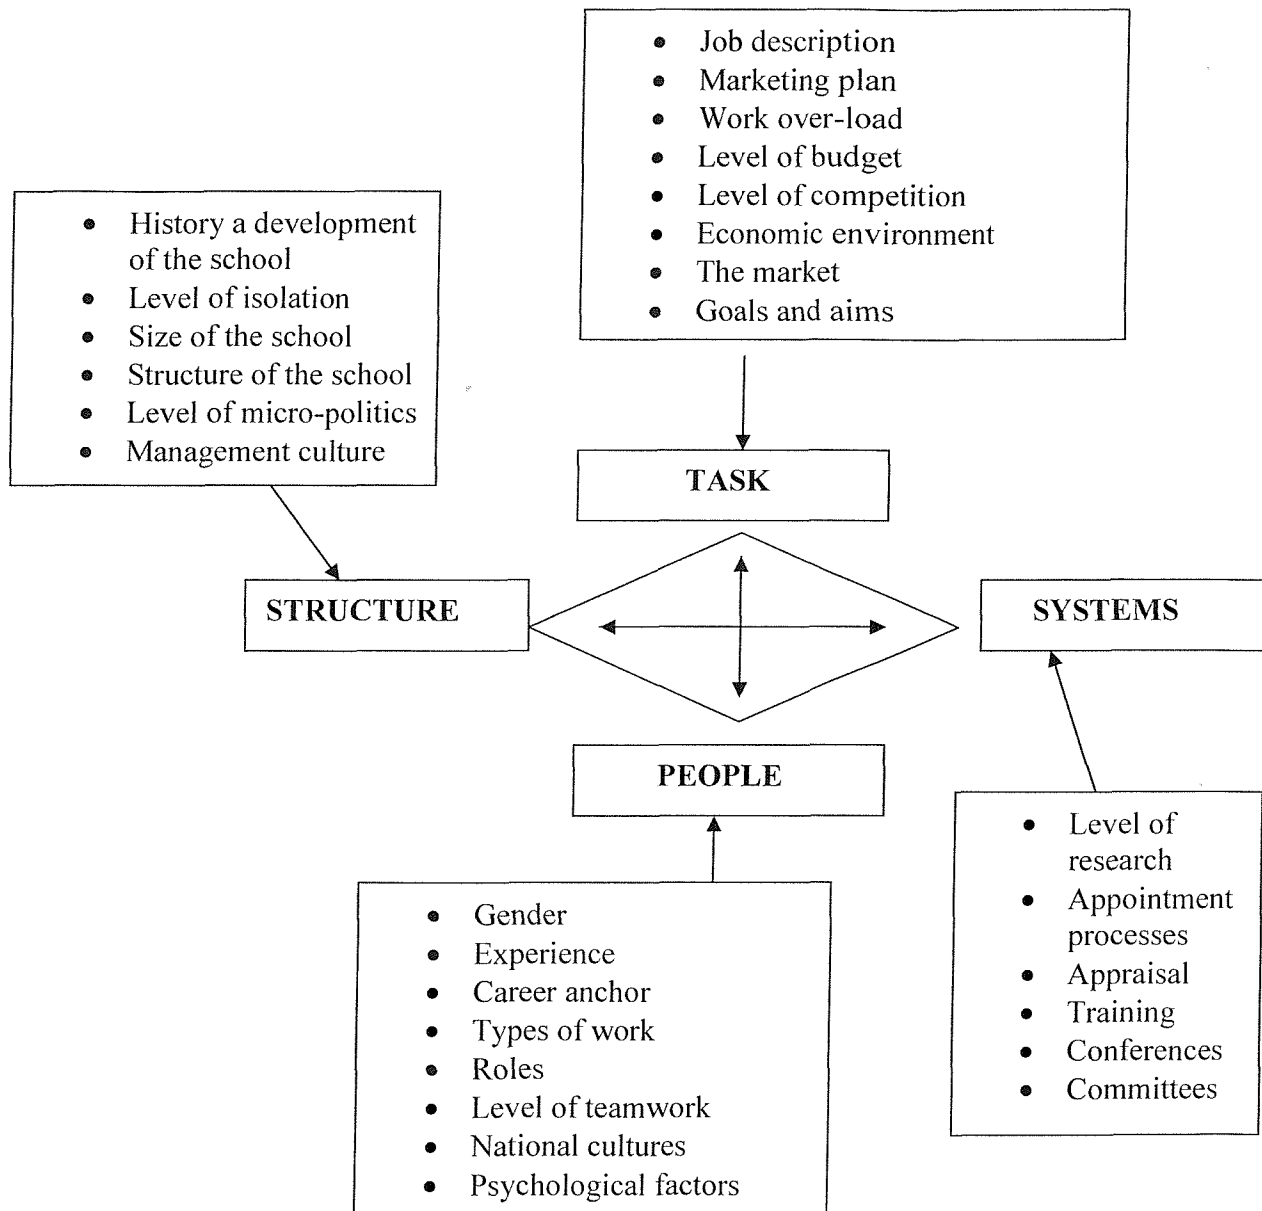 • Job description
• Marketing plan
• Work over-load
• Level of budget
• Level of competition
• Economic environment
• The market
• Goals and aims
• History a development
of the school
• Level of isolation
• Size of the school
• Structure of the school
• Level of micro-politics
• Management culture
TASK
STRUCTURE
SYSTEMS
PEOPLE
• Gender
• Experience
• Career anchor
• Types of work
• Roles
• Level of teamwork
• National cultures
• Psychological factors
• Level of
research
• Appointment
processes
• Appraisal
• Training
• Conferences
• Committees